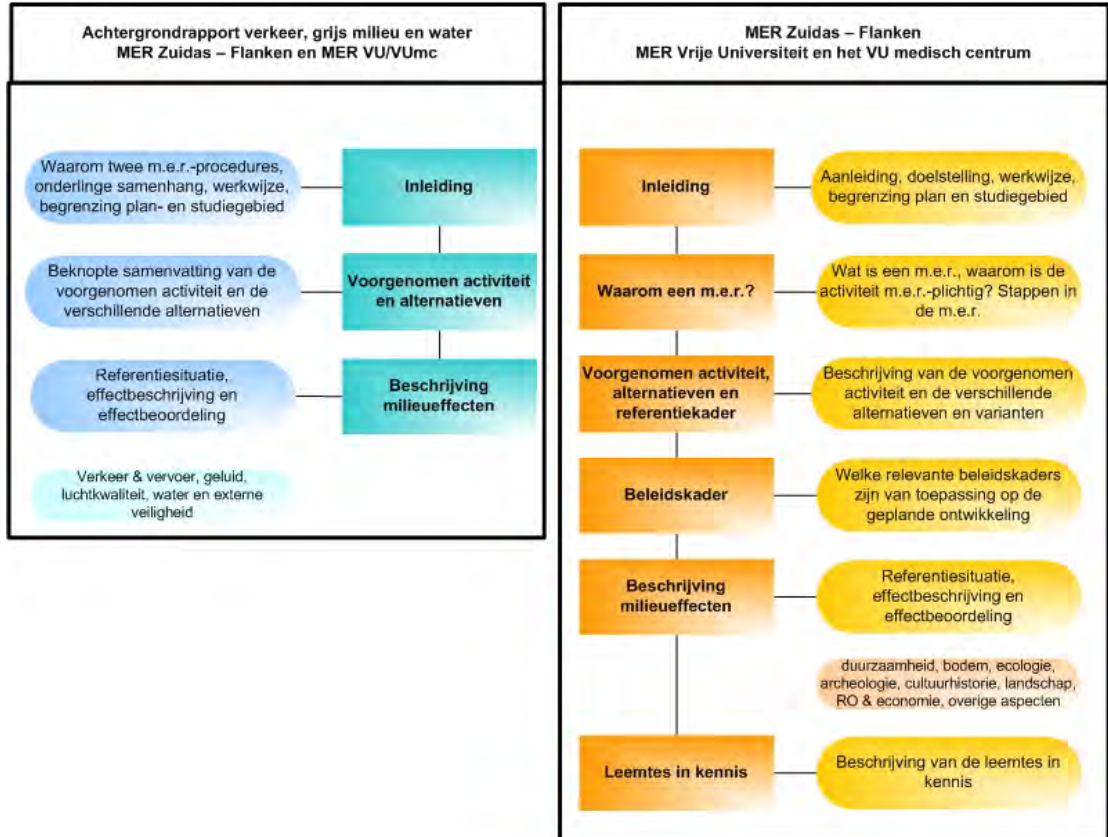 Achtergrondrapport verkeer, grijs milieu en water
MER Zuidas – Flanken en MER VU/VUmc
Waarom twee m.e.r.-procedures,
onderlinge samenhang, werkwijze,
begrenzing plan- en studiegebied
Inleiding
Beknopte samenvatting van de
voorgenomen activiteit en de
verschillende alternatieven
Voorgenomen activiteit
en alternatieven
Referentiesituatie,
effectbeschrijving en
effectbeoordeling
Beschrijving
milieueffecten
Verkeer & vervoer, geluid,
luchtkwaliteit, water en externe
veiligheid
MER Zuidas – Flanken
MER Vrije Universiteit en het VU medisch centrum
Inleiding
Aanleiding, doelstelling, werkwijze,
begrenzing plan en studiegebied
Waarom een m.e.r.?
Wat is een m.e.r., waarom is de
activiteit m.e.r.-plichtig? Stappen in
de m.e.r.
Voorgenomen activiteit,
alternatieven en
referentiekader
Beschrijving van de voorgenomen
activiteit en de verschillende
alternatieven en varianten
Beleidskader
Welke relevante beleidskaders
zijn van toepassing op de
geplande ontwikkeling
Beschrijving
milieueffecten
Referentiesituatie,
effectbeschrijving en
effectbeoordeling
duurzaamheid, bodem, ecologie,
archeologie, cultuurhistorie, landschap,
RO & economie, overige aspecten
Leemtes in kennis
Beschrijving van de leemtes in
kennis